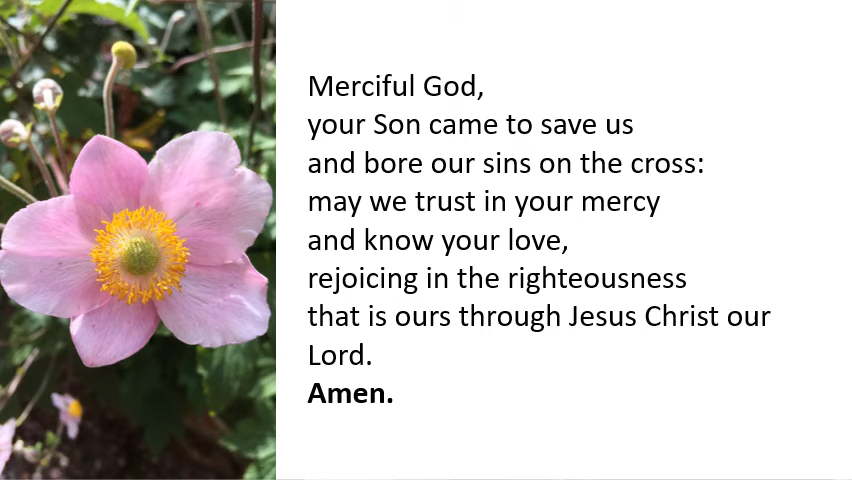 Merciful God,
your Son came to save us
and bore our sins on the cross:
may we trust in your mercy
and know your love,
rejoicing in the righteousness
that is ours through Jesus Christ our
Lord.
Amen.